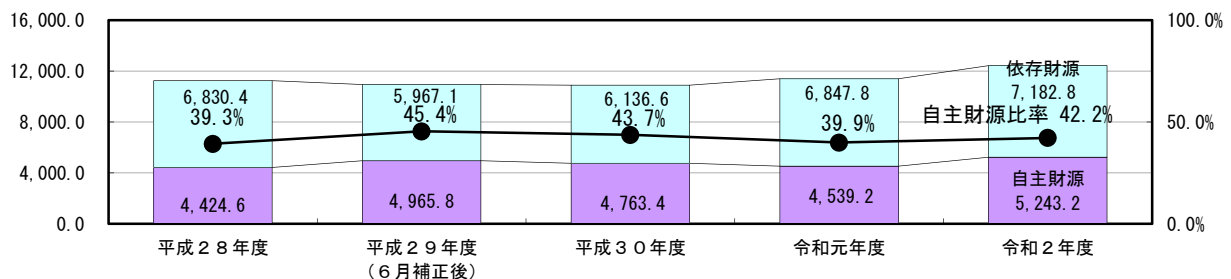 16,000.0
12,000.0
8,000.0
4,000.0
0.0
100.0%
50.0%
0.0%
6,830.4
39.3%
4,424.6
5,967.1
45.4%
4,965.8
6,136.6
43.7%
4,763.4
6,847.8
39.9%
4,539.2
依存財源
7,182.8
自主財源比率 42.2%
自主財源
5,243.2
平成28年度
平成29年度
(6月補正後)
平成30年度
令和元年度
令和2年度